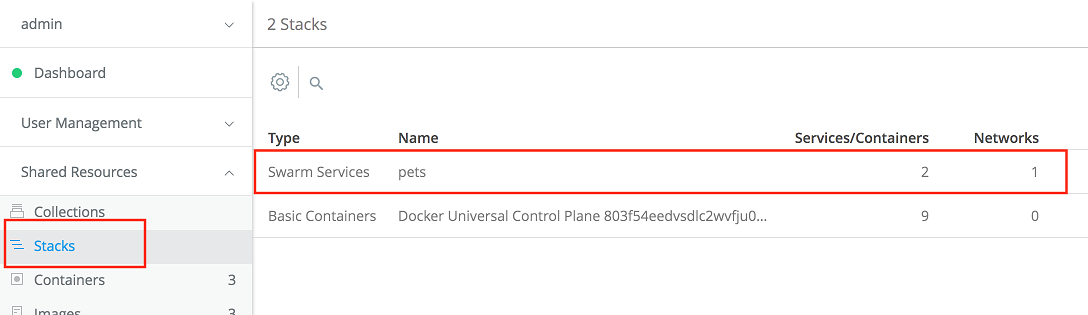 admin
Dashboard
User Management
Shared Resources
Collections
Stacks
Containers 3
Images 3
2 Stacks
Type Name Services/Containers Networks
Swarm Services pets 2 1
Basic Containers Docker Universal Control Plane 803f54eedvsdlc2wvfju0... 9 0